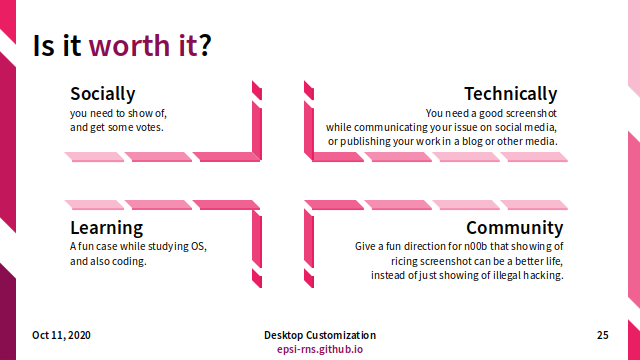 Is it worth it?
Socially
you need to show of,
and get some votes.
Technically
You need a good screenshot
while communicating your issue on social media,
or publishing your work in a blog or other media.
Learning
A fun case while studying OS,
and also coding.
Community
Give a fun direction for n00b that showing of
ricing screenshot can be a better life,
instead of just showing of illegal hacking.
Oct 11, 2020
Desktop Customization
epsi-rns.github.io
25